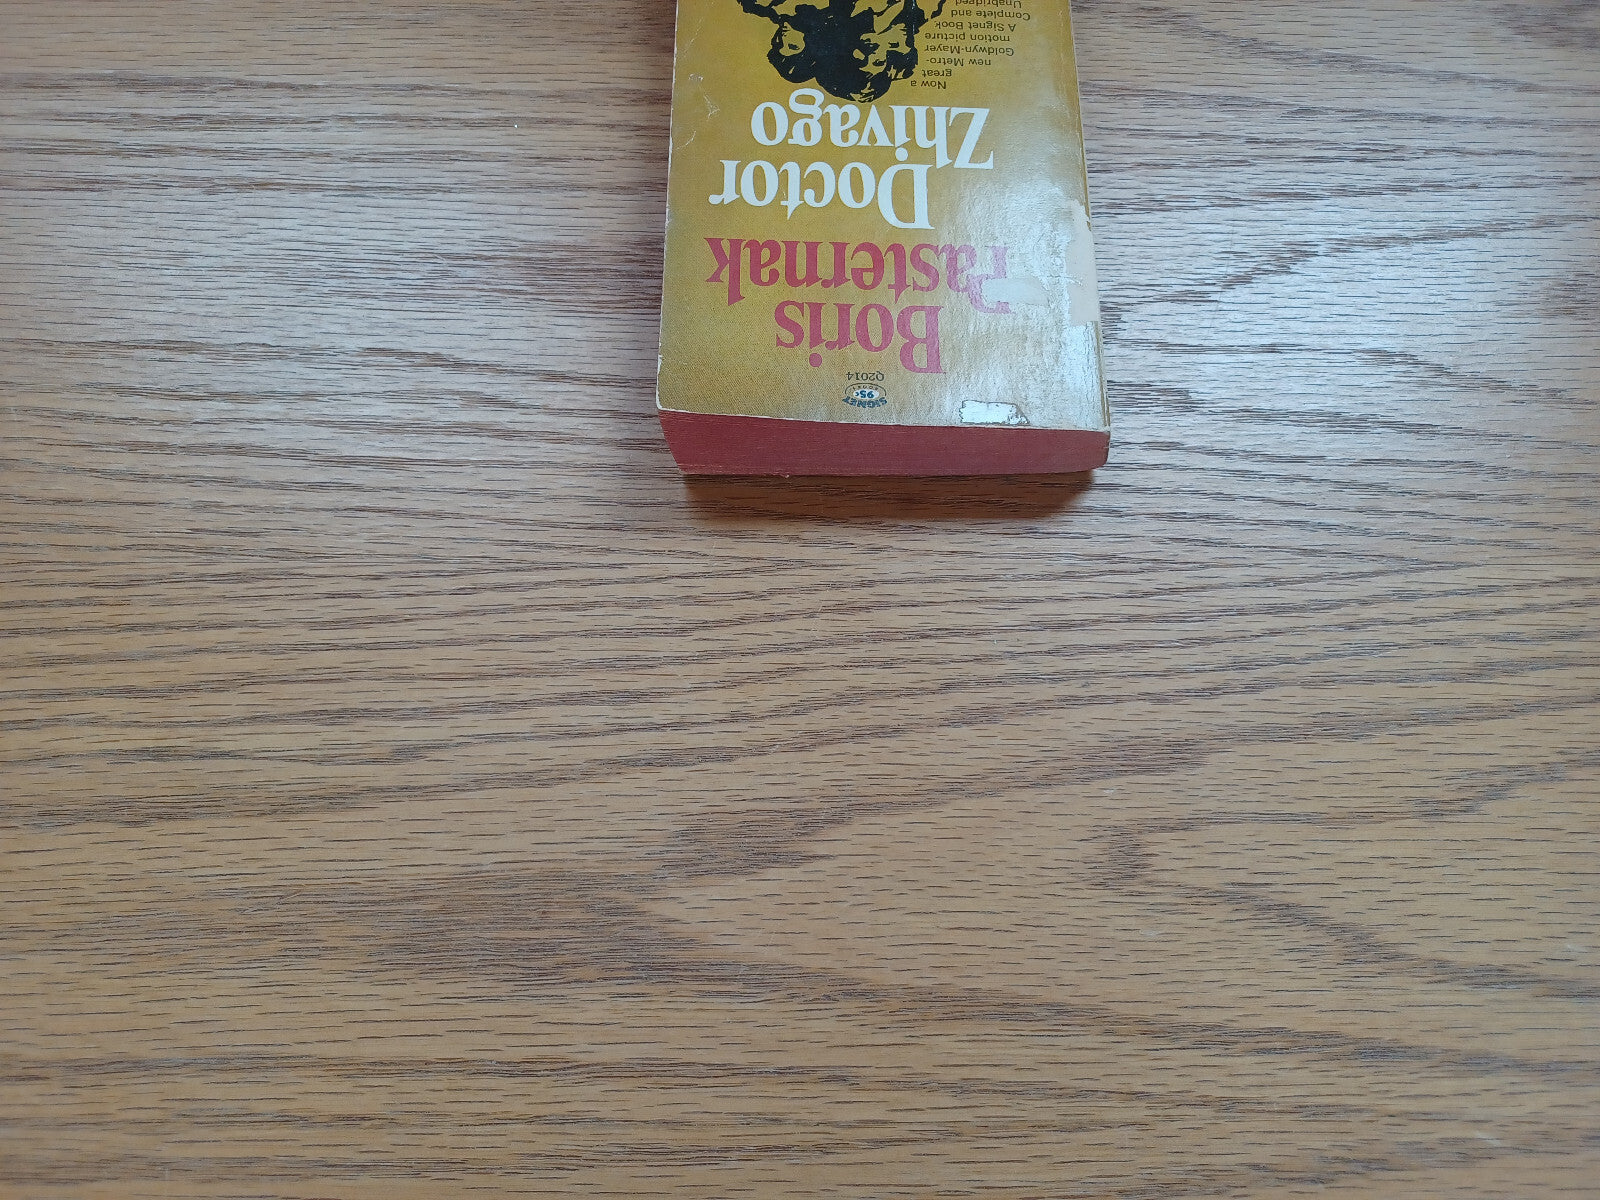 SIGNET
95¢
BOOKS
Q2014
Boris
Pasternak
Doctor
Zhivago
Now a
great
new Metro-
Goldwyn-Mayer
motion picture
A Signet Book
Complete and
Unabridged